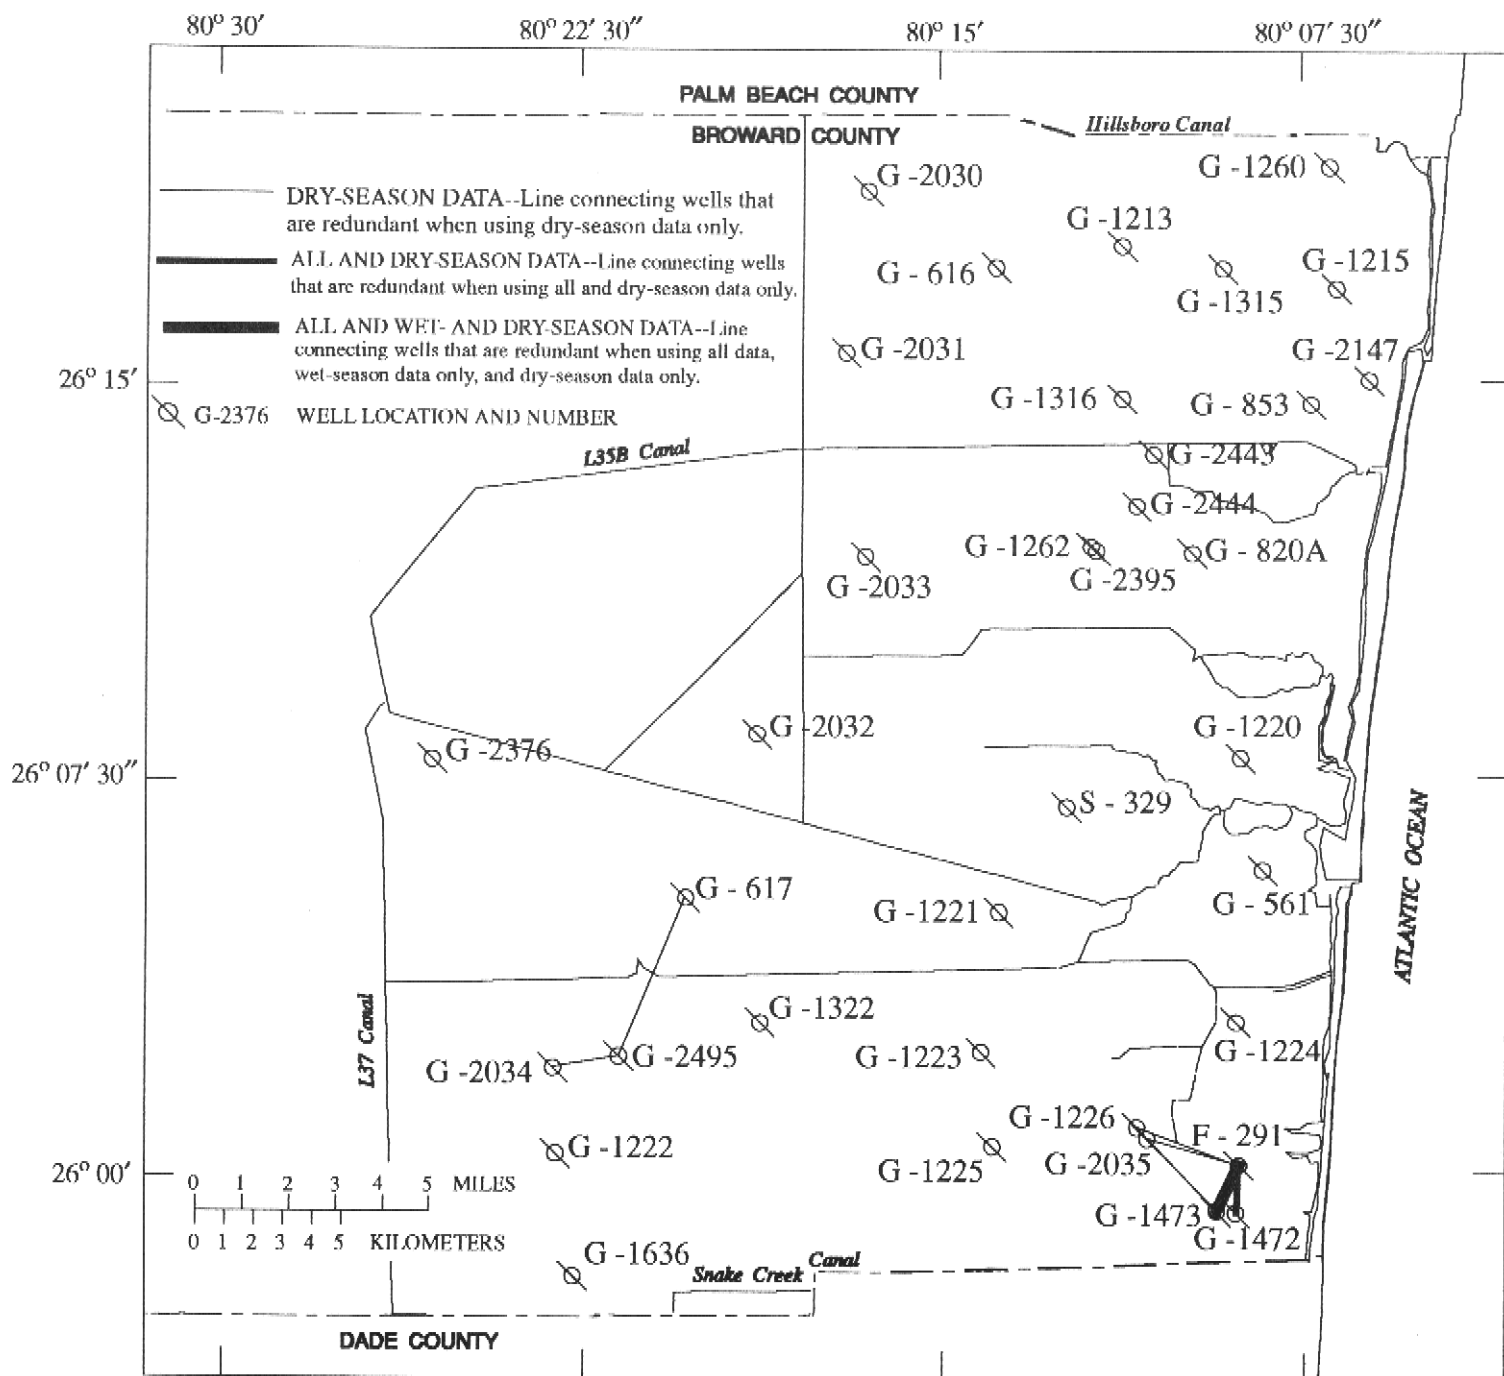 80° 30′
80° 22′ 30″
80° 15′
80° 07′ 30″
PALM BEACH COUNTY
BROWARD COUNTY
Hillsboro Canal
G -2030
G -1260
DRY-SEASON DATA--Line connecting wells that
are redundant when using dry-season data only.
G -1213
ALL AND DRY-SEASON DATA--Line connecting wells
that are redundant when using all and dry-season data only.
G - 616
G -1215
G -1315
ALL AND WET- AND DRY-SEASON DATA--Line
connecting wells that are redundant when using all data,
wet-season data only, and dry-season data only.
G -2031
G -2147
26° 15′
G-2376 WELL LOCATION AND NUMBER
G -1316
G - 853
L35B Canal
G -2443
G -2444
G -1262
G - 820A
G -2033
G -2395
G -2032
G -1220
G -2376
26° 07′ 30″
S - 329
ATLANTIC OCEAN
G - 617
G -1221
G - 561
L37 Canal
G -1322
G -2034
G -2495
G -1223
G -1224
G -1226
F - 291
G -1222
G -1225
G -2035
26° 00′
0 1 2 3 4 5 MILES
0 1 2 3 4 5 KILOMETERS
G -1473
G -1472
G -1636
Snake Creek Canal
DADE COUNTY